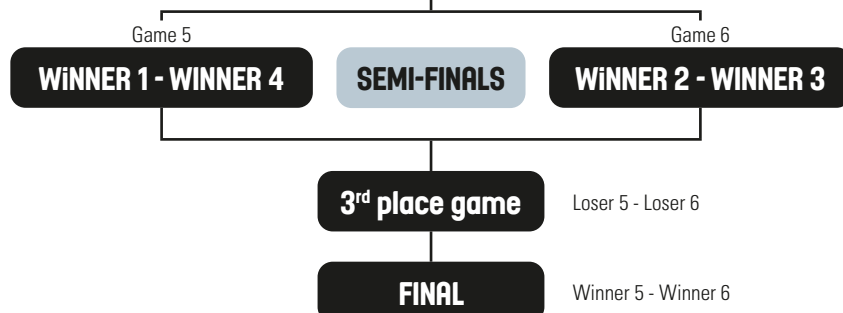 Game 5
Game 6
WiNNER 1 - WINNER 4
SEMI-FINALS
WiNNER 2 - WINNER 3
3rd place game
Loser 5 - Loser 6
FINAL
Winner 5 - Winner 6